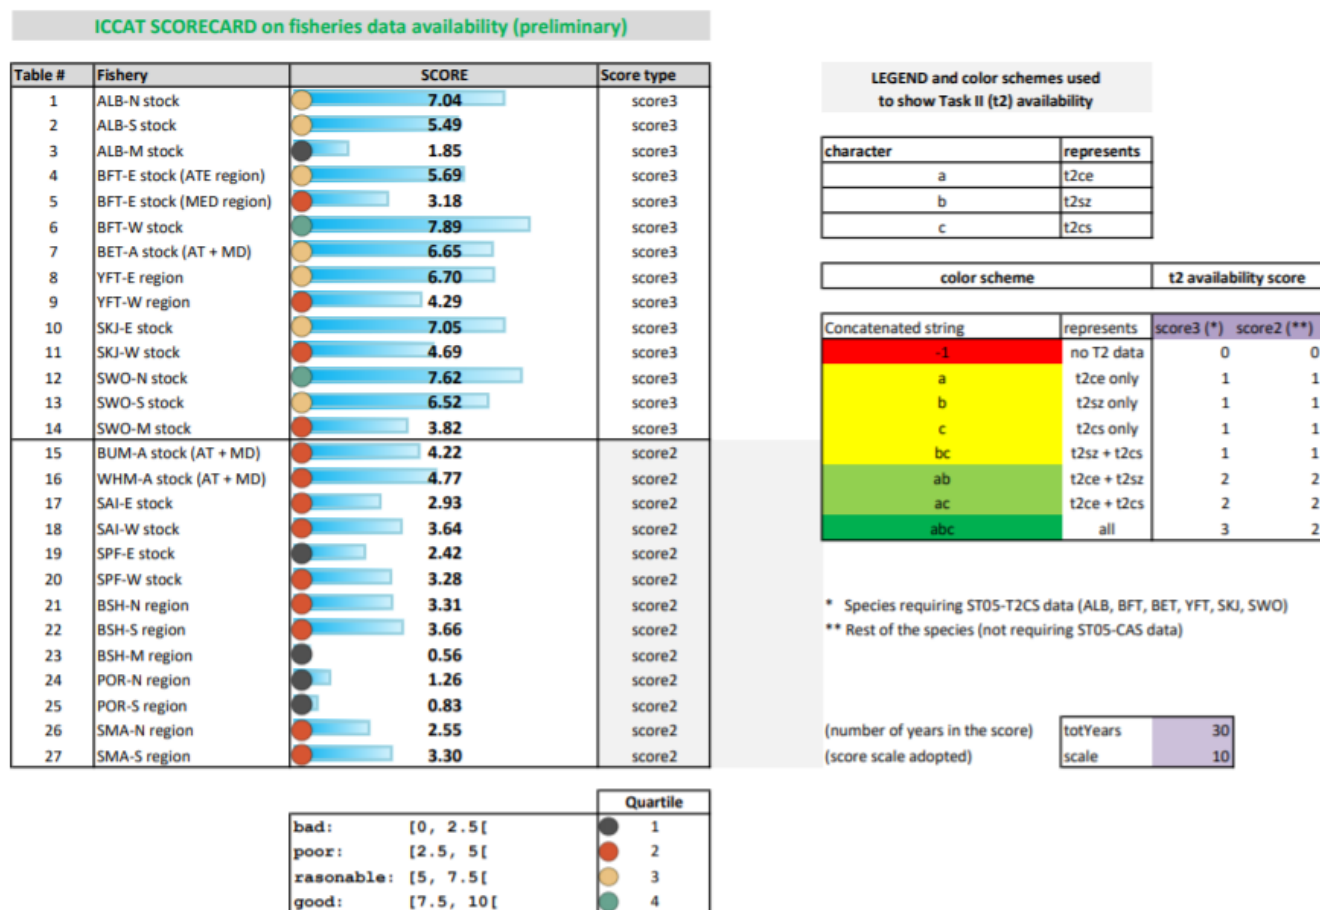 ICCAT SCORECARD on fisheries data availability (preliminary)
Table # Fishery SCORE Score type
1 ALB-N stock 7.04 score3
2 ALB-S stock 5.49 score3
3 ALB-M stock 1.85 score3
4 BFT-E stock (ATE region) 5.69 score3
5 BFT-E stock (MED region) 3.18 score3
6 BFT-W stock 7.89 score3
7 BET-A stock (AT + MD) 6.65 score3
8 YFT-E region 6.70 score3
9 YFT-W region 4.29 score3
10 SKJ-E stock 7.05 score3
11 SKJ-W stock 4.69 score3
12 SWO-N stock 7.62 score3
13 SWO-S stock 6.52 score3
14 SWO-M stock 3.82 score3
15 BUM-A stock (AT + MD) 4.22 score2
16 WHM-A stock (AT + MD) 4.77 score2
17 SAI-E stock 2.93 score2
18 SAI-W stock 3.64 score2
19 SPF-E stock 2.42 score2
20 SPF-W stock 3.28 score2
21 BSH-N region 3.31 score2
22 BSH-S region 3.66 score2
23 BSH-M region 0.56 score2
24 POR-N region 1.26 score2
25 POR-S region 0.83 score2
26 SMA-N region 2.55 score2
27 SMA-S region 3.30 score2
Quartile
bad: [0, 2.5[ 1
poor: [2.5, 5[ 2
rasonable: [5, 7.5[ 3
good: [7.5, 10[ 4
LEGEND and color schemes used
to show Task II (t2) availability
character represents
a t2ce
b t2sz
c t2cs
color scheme t2 availability score
Concatenated string represents score3 (*) score2 (**)
-1 no T2 data 0 0
a t2ce only 1 1
b t2sz only 1 1
c t2cs only 1 1
bc t2sz + t2cs 1 1
ab t2ce + t2sz 2 2
ac t2ce + t2cs 2 2
abc all 3 2
* Species requiring ST05-T2CS data (ALB, BFT, BET, YFT, SKJ, SWO)
** Rest of the species (not requiring ST05-CAS data)
(number of years in the score) totYears 30
(score scale adopted) scale 10